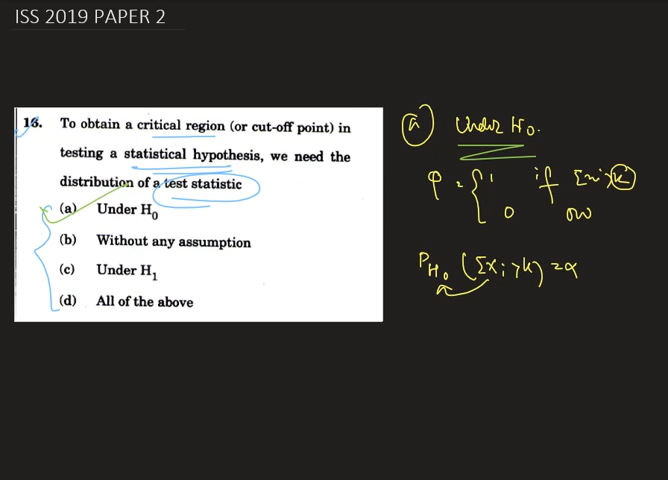 ISS 2019 PAPER 2
16. To obtain a critical region (or cut-off point) in
testing a statistical hypothesis, we need the
distribution of a test statistic
(a) Under H₀
(b) Without any assumption
(c) Under H₁
(d) All of the above
(a) Under H₀.
φ = { 1 if Σxi > k
0 ow
P_H₀ (Σxi > k) = α